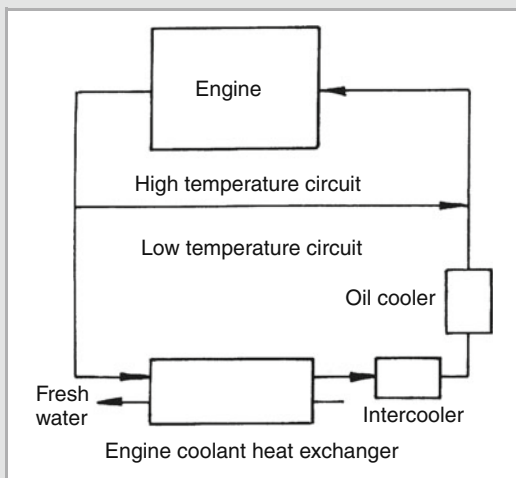 Engine
High temperature circuit
Low temperature circuit
Oil cooler
Fresh
water
Intercooler
Engine coolant heat exchanger